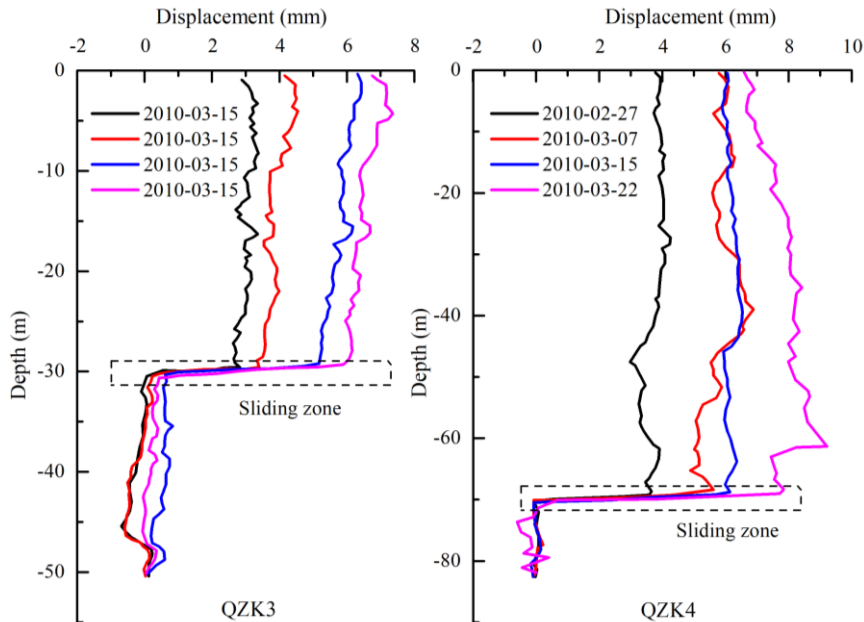 Displacement (mm)
-2 0 2 4 6 8
0
-10
-20
-30
-40
-50
Depth (m)
2010-03-15
2010-03-15
2010-03-15
2010-03-15
Sliding zone
QZK3
Displacement (mm)
-2 0 2 4 6 8 10
0
-20
-40
-60
-80
Depth (m)
2010-02-27
2010-03-07
2010-03-15
2010-03-22
Sliding zone
QZK4